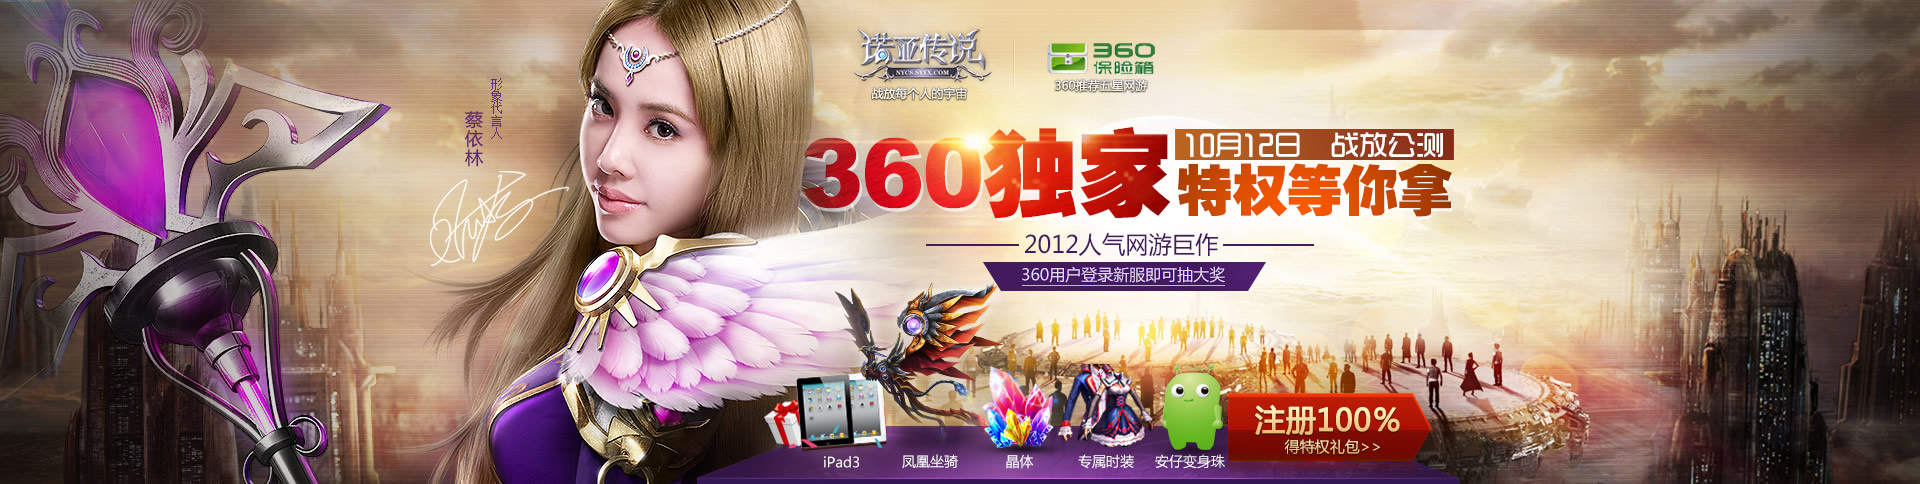 形象代言人
蔡依林
诺亚传说
NYCS.SYYX.COM
战放每个人的宇宙
360
保险箱
360推荐五星网游
360独家
10月12日 战放公测
特权等你拿
2012人气网游巨作
360用户登录新服即可抽大奖
iPad3
凤凰坐骑
晶体
专属时装
安仔变身珠
注册100%
得特权礼包>>